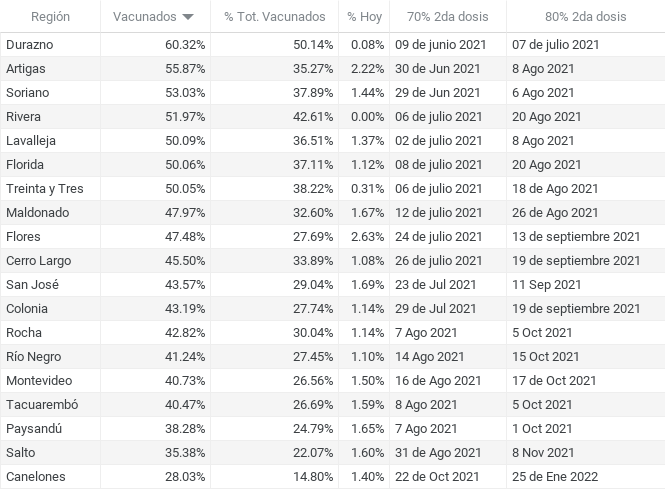 Región Vacunados % Tot. Vacunados % Hoy 70% 2da dosis 80% 2da dosis
Durazno 60.32% 50.14% 0.08% 09 de junio 2021 07 de julio 2021
Artigas 55.87% 35.27% 2.22% 30 de Jun 2021 8 Ago 2021
Soriano 53.03% 37.89% 1.44% 29 de Jun 2021 6 Ago 2021
Rivera 51.97% 42.61% 0.00% 06 de julio 2021 20 Ago 2021
Lavalleja 50.09% 36.51% 1.37% 02 de julio 2021 8 Ago 2021
Florida 50.06% 37.11% 1.12% 08 de julio 2021 20 Ago 2021
Treinta y Tres 50.05% 38.22% 0.31% 06 de julio 2021 18 de Ago 2021
Maldonado 47.97% 32.60% 1.67% 12 de julio 2021 26 de Ago 2021
Flores 47.48% 27.69% 2.63% 24 de julio 2021 13 de septiembre 2021
Cerro Largo 45.50% 33.89% 1.08% 26 de julio 2021 19 de septiembre 2021
San José 43.57% 29.04% 1.69% 23 de Jul 2021 11 Sep 2021
Colonia 43.19% 27.74% 1.14% 29 de Jul 2021 19 de septiembre 2021
Rocha 42.82% 30.04% 1.14% 7 Ago 2021 5 Oct 2021
Río Negro 41.24% 27.45% 1.10% 14 Ago 2021 15 Oct 2021
Montevideo 40.73% 26.56% 1.50% 16 de Ago 2021 17 de Oct 2021
Tacuarembó 40.47% 26.69% 1.59% 8 Ago 2021 5 Oct 2021
Paysandú 38.28% 24.79% 1.65% 7 Ago 2021 1 Oct 2021
Salto 35.38% 22.07% 1.60% 31 de Ago 2021 8 Nov 2021
Canelones 28.03% 14.80% 1.40% 22 de Oct 2021 25 de Ene 2022